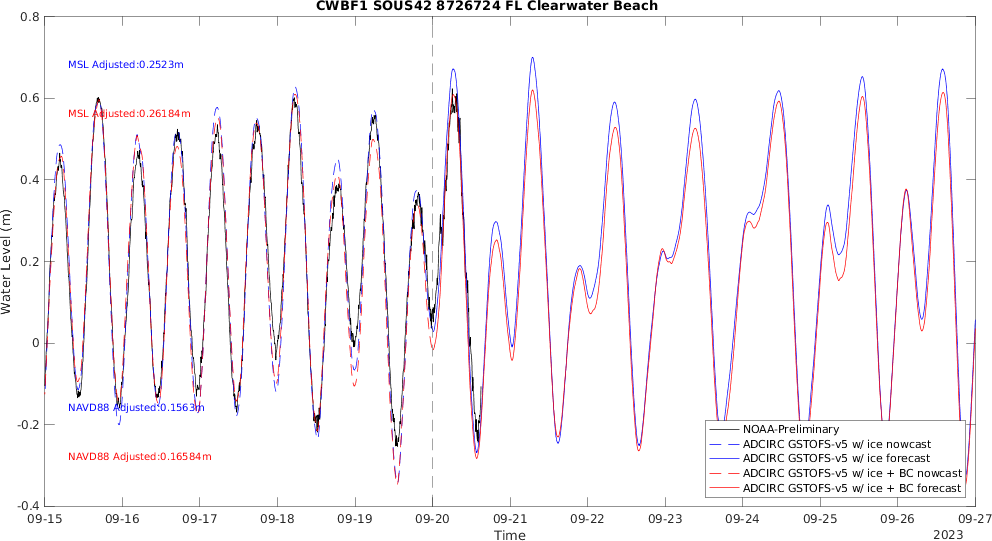 CWBF1 SOUS42 8726724 FL Clearwater Beach
0.8
0.6
0.4
0.2
0
-0.2
-0.4
Water Level (m)
MSL Adjusted:0.2523m
MSL Adjusted:0.26184m
NAVD88 Adjusted:0.1563m
NAVD88 Adjusted:0.16584m
NOAA-Preliminary
ADCIRC GSTOFS-v5 w/ ice nowcast
ADCIRC GSTOFS-v5 w/ ice forecast
ADCIRC GSTOFS-v5 w/ ice + BC nowcast
ADCIRC GSTOFS-v5 w/ ice + BC forecast
09-15 09-16 09-17 09-18 09-19 09-20 09-21 09-22 09-23 09-24 09-25 09-26 09-27
Time
2023